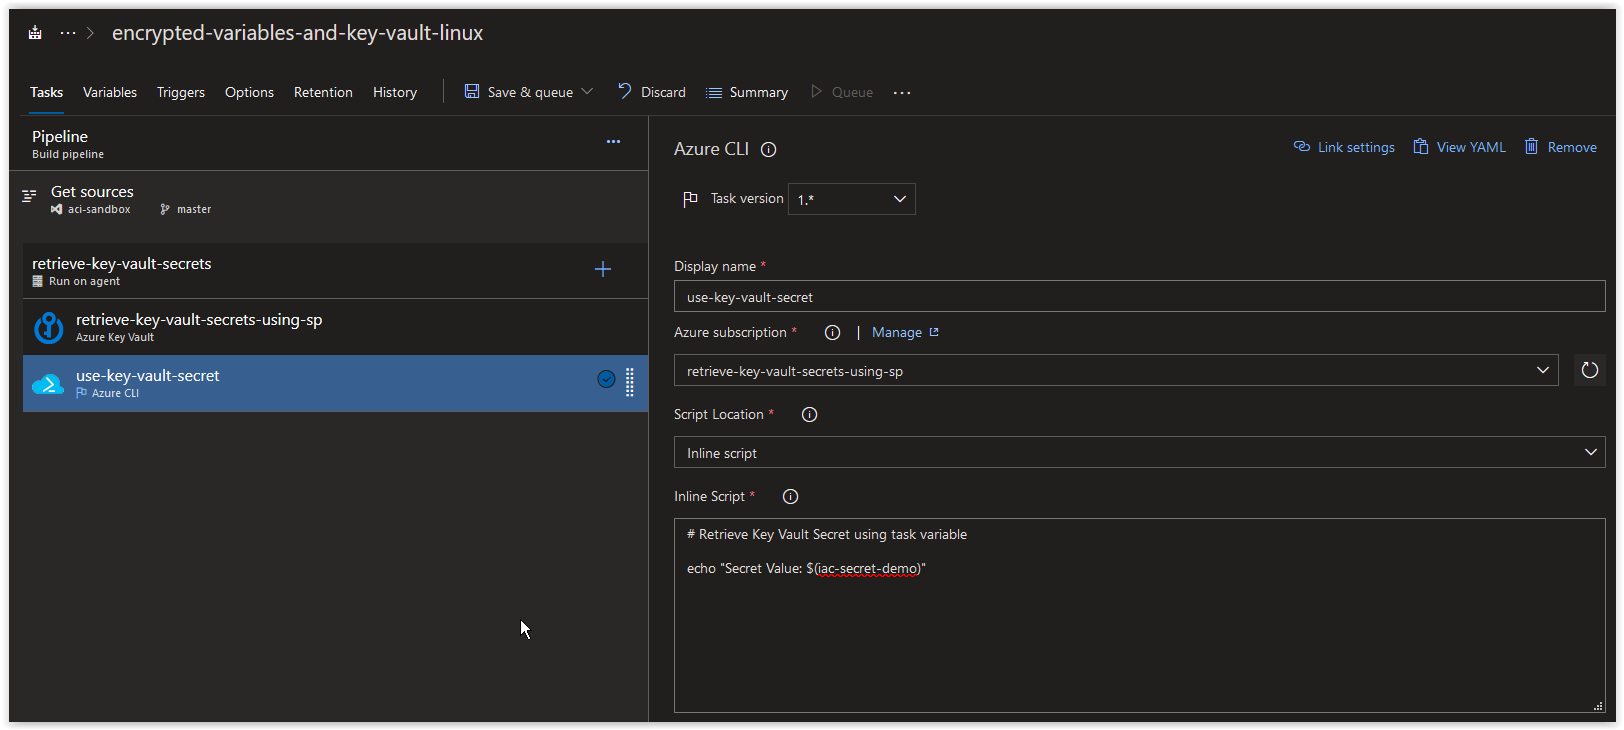 ··· > encrypted-variables-and-key-vault-linux
Tasks Variables Triggers Options Retention History Save & queue Discard Summary Queue ···
Pipeline
Build pipeline
···
Get sources
aci-sandbox master
retrieve-key-vault-secrets
Run on agent
retrieve-key-vault-secrets-using-sp
Azure Key Vault
use-key-vault-secret
Azure CLI
Azure CLI
Link settings View YAML Remove
Task version 1.*
Display name *
use-key-vault-secret
Azure subscription * | Manage
retrieve-key-vault-secrets-using-sp
Script Location *
Inline script
Inline Script *
# Retrieve Key Vault Secret using task variable
echo "Secret Value: $(iac-secret-demo)"